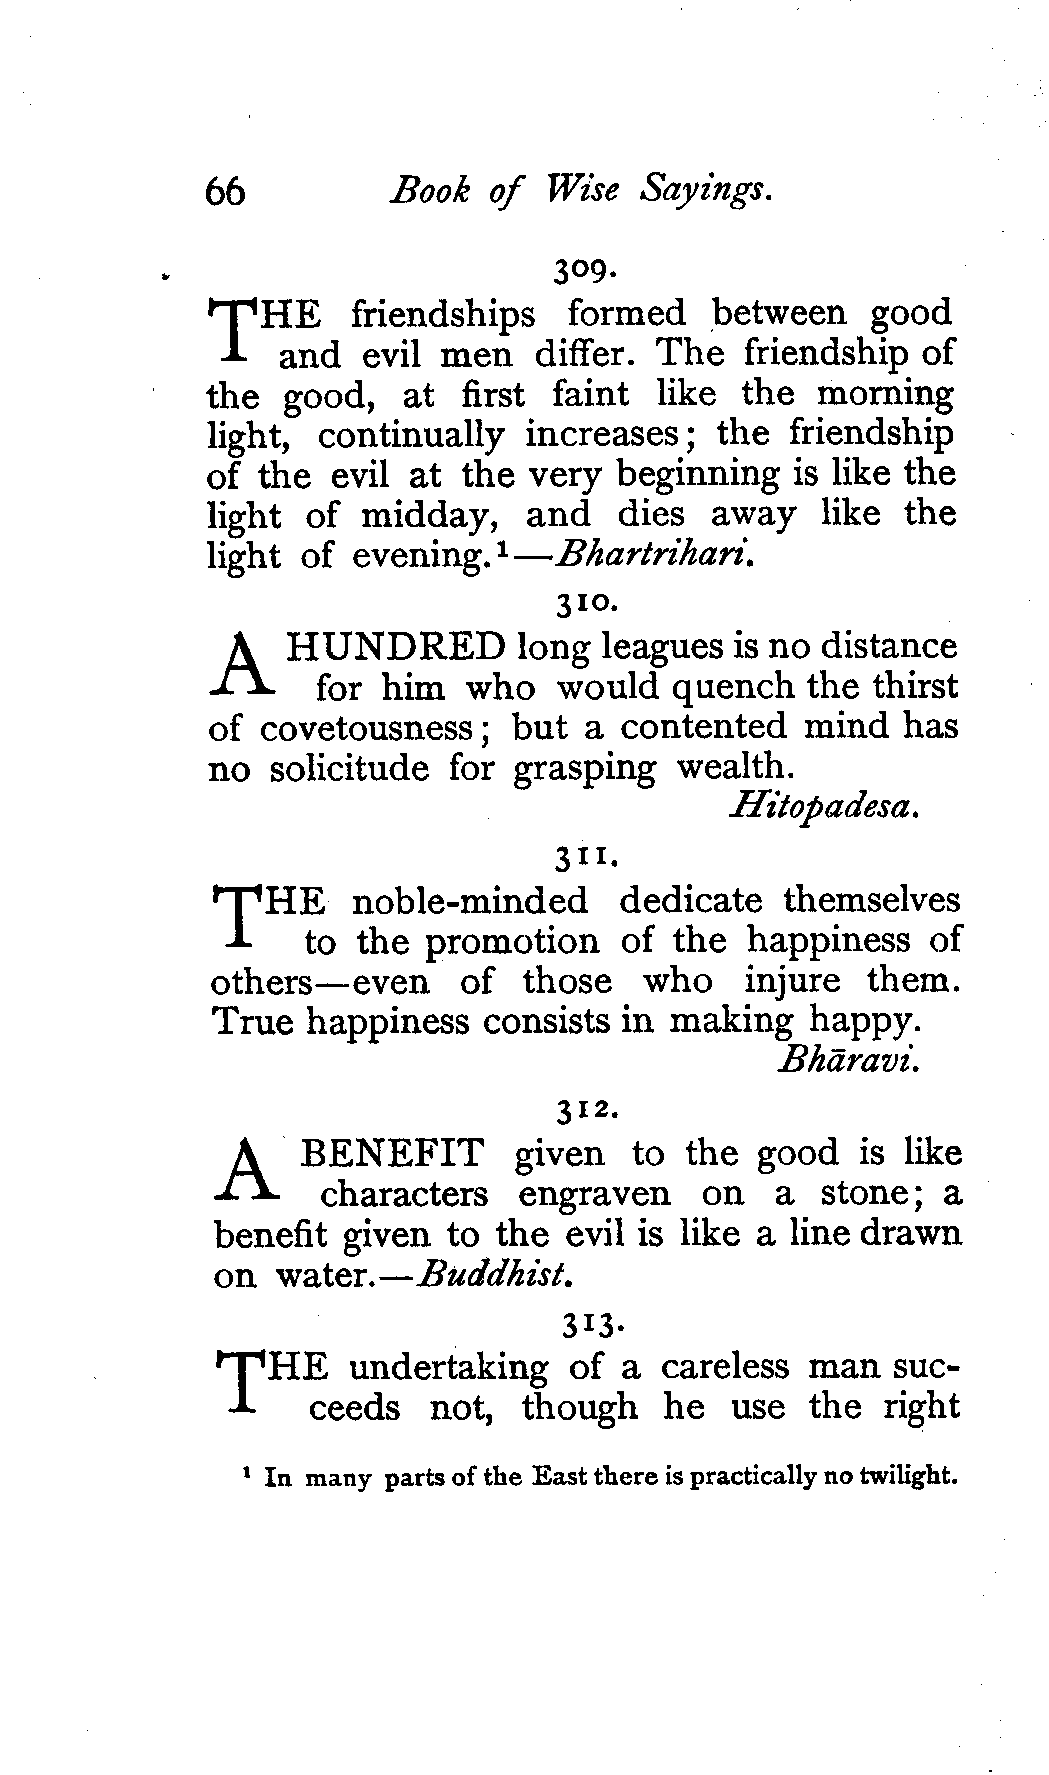 66 Book of Wise Sayings.
309.
THE friendships formed between good
and evil men differ. The friendship of
the good, at first faint like the morning
light, continually increases; the friendship
of the evil at the very beginning is like the
light of midday, and dies away like the
light of evening.¹—Bhartrihari.
310.
A HUNDRED long leagues is no distance
for him who would quench the thirst
of covetousness; but a contented mind has
no solicitude for grasping wealth.
Hitopadesa.
311.
THE noble-minded dedicate themselves
to the promotion of the happiness of
others—even of those who injure them.
True happiness consists in making happy.
Bhāravi.
312.
A BENEFIT given to the good is like
characters engraven on a stone; a
benefit given to the evil is like a line drawn
on water.—Buddhist.
313.
THE undertaking of a careless man suc-
ceeds not, though he use the right
¹ In many parts of the East there is practically no twilight.